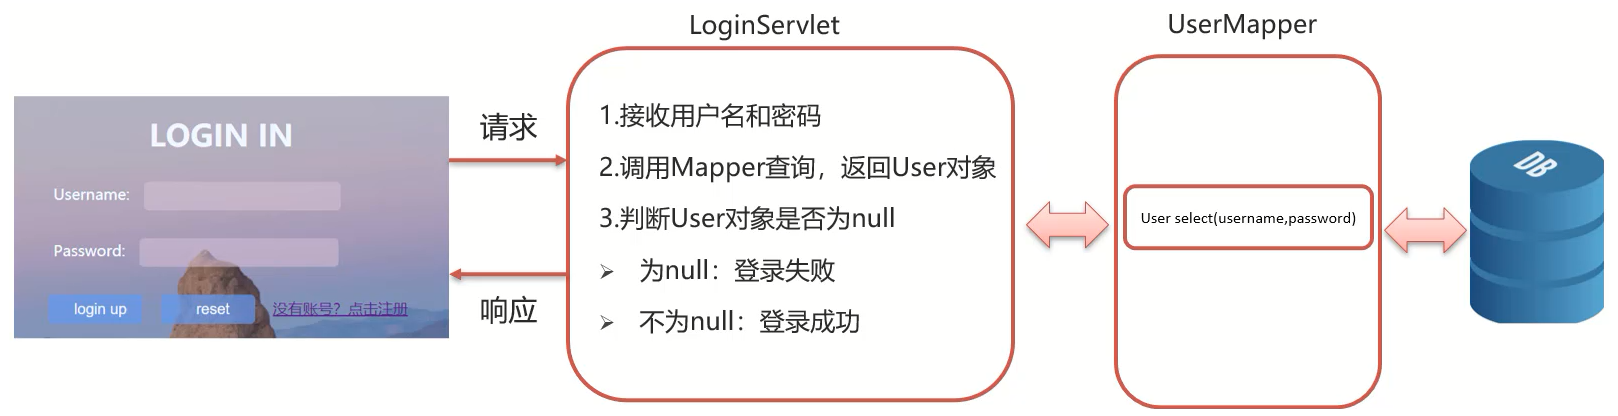 LoginServlet
UserMapper
LOGIN IN
Username:
Password:
login up
reset
没有账号？点击注册
请求
响应
1.接收用户名和密码
2.调用Mapper查询，返回User对象
3.判断User对象是否为null
➢ 为null：登录失败
➢ 不为null：登录成功
User select(username,password)
DB